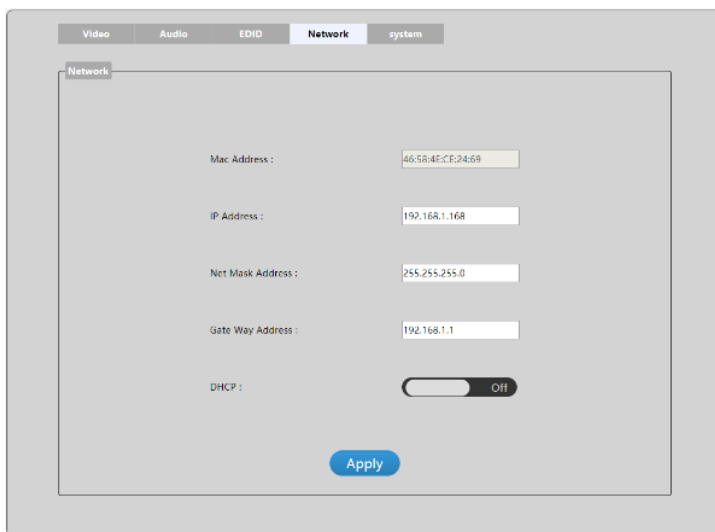 Video Audio EDID Network system
Network
Mac Address : 46:58:4E:CE:24:69
IP Address : 192.168.1.168
Net Mask Address : 255.255.255.0
Gate Way Address : 192.168.1.1
DHCP : Off
Apply